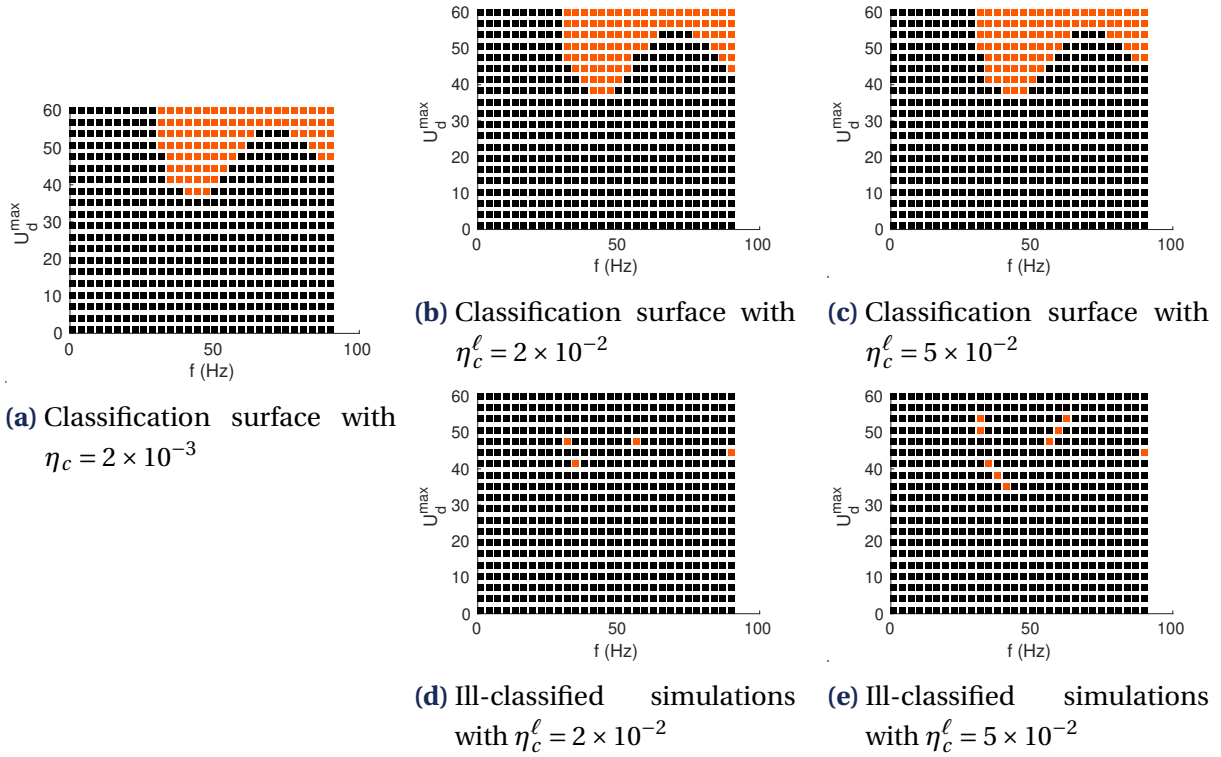 60
50
40
30
20
10
0
U_d^max
0
50
100
f (Hz)
(a) Classification surface with
η_c = 2 × 10⁻³
60
50
40
30
20
10
0
U_d^max
0
50
100
f (Hz)
(b) Classification surface with
η_c^ℓ = 2 × 10⁻²
60
50
40
30
20
10
0
U_d^max
0
50
100
f (Hz)
(c) Classification surface with
η_c^ℓ = 5 × 10⁻²
60
50
40
30
20
10
0
U_d^max
0
50
100
f (Hz)
(d) Ill-classified simulations
with η_c^ℓ = 2 × 10⁻²
60
50
40
30
20
10
0
U_d^max
0
50
100
f (Hz)
(e) Ill-classified simulations
with η_c^ℓ = 5 × 10⁻²